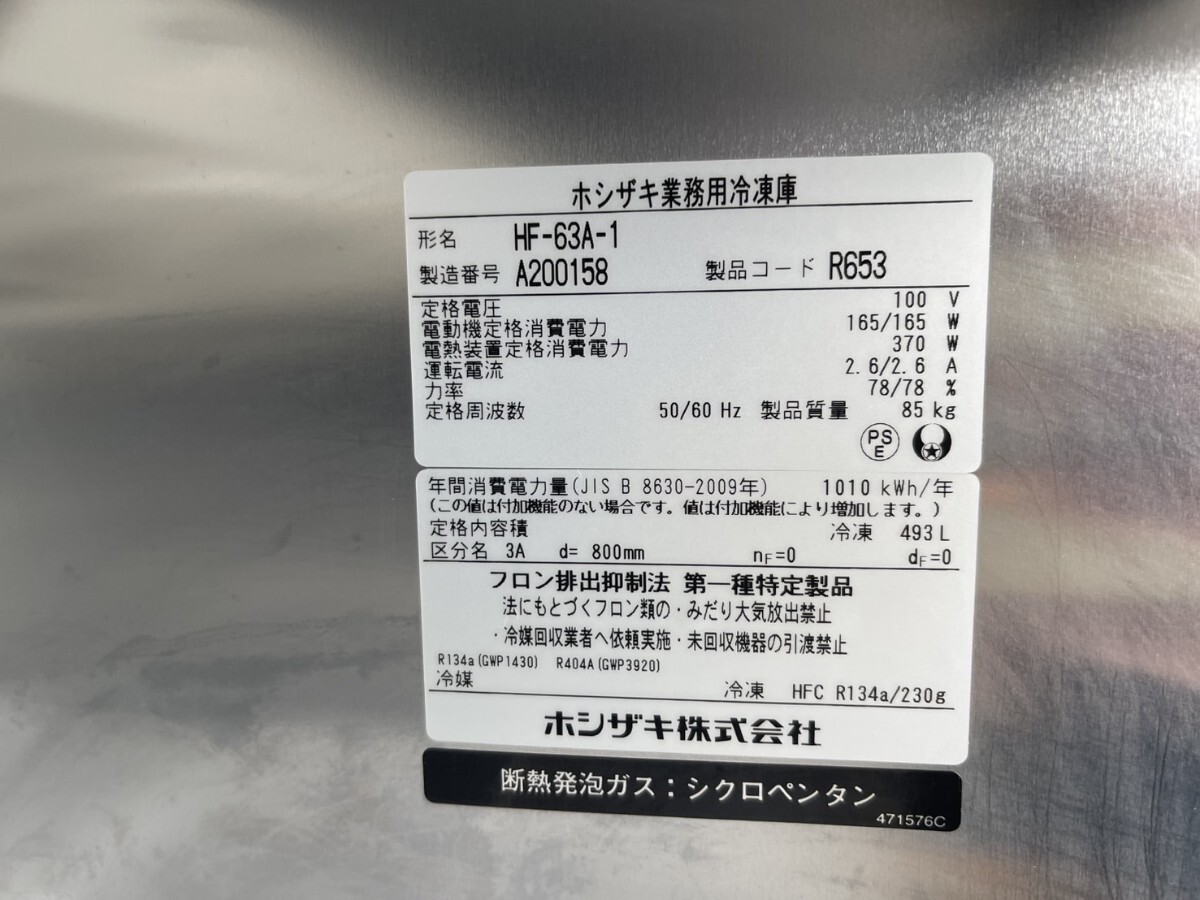 ホシザキ業務用冷凍庫
形名 HF-63A-1
製造番号 A200158 製品コード R653
定格電圧 100 V
電動機定格消費電力 165/165 W
電熱装置定格消費電力 370 W
運転電流 2.6/2.6 A
力率 78/78 %
定格周波数 50/60 Hz 製品質量 85 kg
PS
E
年間消費電力量(JIS B 8630-2009年) 1010 kWh/年
(この値は付加機能のない場合です。値は付加機能により増加します。)
定格内容積 冷凍 493 L
区分名 3A d= 800mm nF=0 dF=0
フロン排出抑制法 第一種特定製品
法にもとづくフロン類の・みだり大気放出禁止
・冷媒回収業者へ依頼実施・未回収機器の引渡禁止
R134a(GWP1430) R404A(GWP3920)
冷媒 冷凍 HFC R134a/230g
ホシザキ株式会社
断熱発泡ガス：シクロペンタン
471576C